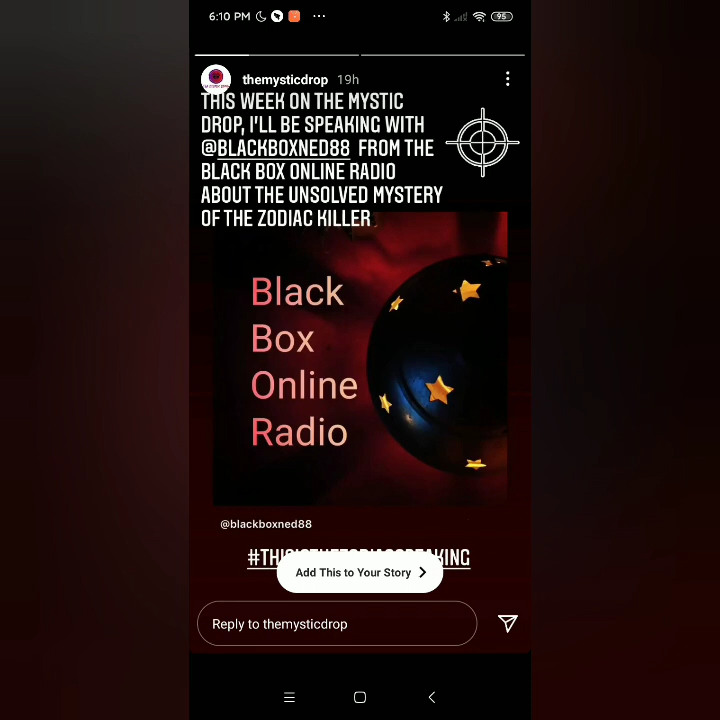 6:10 PM
95
themysticdrop 19h
THIS WEEK ON THE MYSTIC
DROP, I'LL BE SPEAKING WITH
@BLACKBOXNED88 FROM THE
BLACK BOX ONLINE RADIO
ABOUT THE UNSOLVED MYSTERY
OF THE ZODIAC KILLER
Black
Box
Online
Radio
@blackboxned88
Add This to Your Story
Reply to themysticdrop